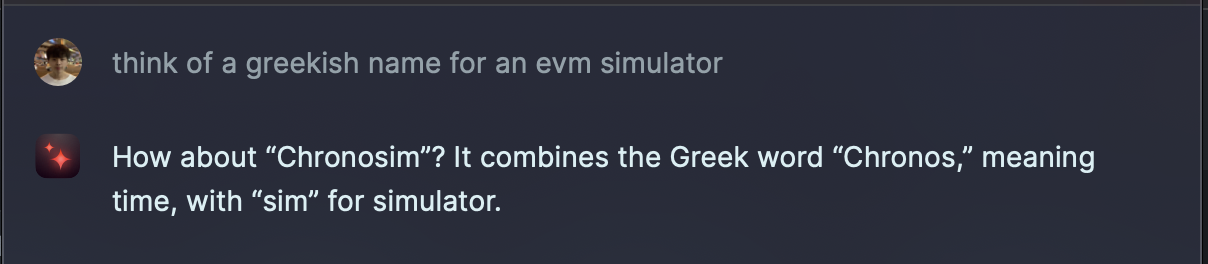 think of a greekish name for an evm simulator
How about “Chronosim”? It combines the Greek word “Chronos,” meaning
time, with “sim” for simulator.